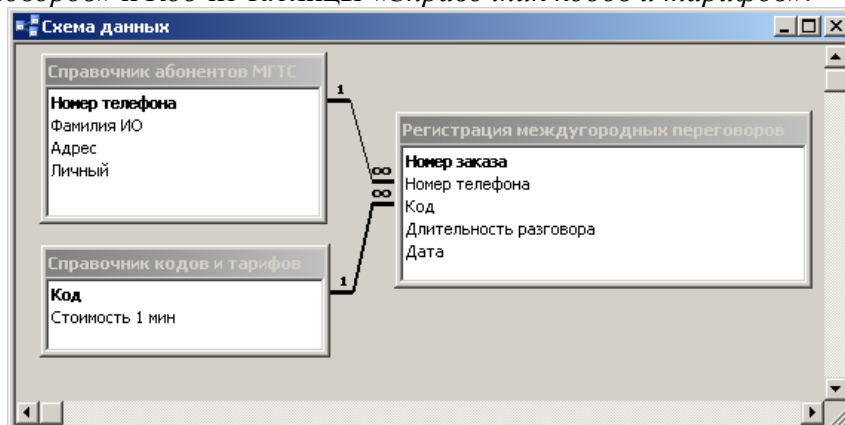 Схема данных
Справочник абонентов МГТС
Номер телефона
Фамилия ИО
Адрес
Личный
1
∞
∞
Регистрация междугородных переговоров
Номер заказа
Номер телефона
Код
Длительность разговора
Дата
Справочник кодов и тарифов
1
Код
Стоимость 1 мин